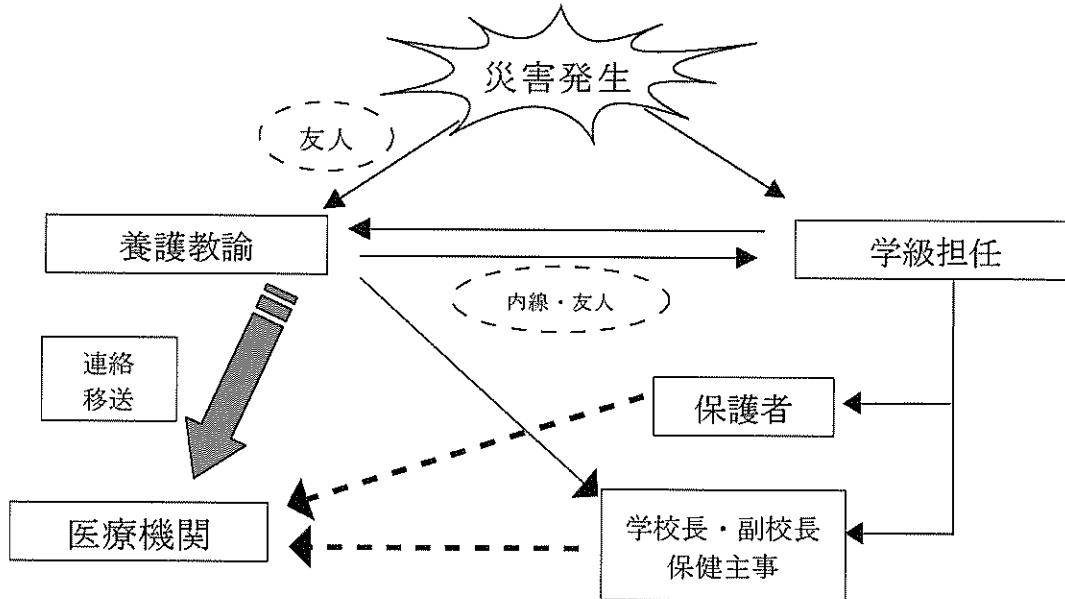 災害発生
友人
養護教諭
学級担任
内線・友人
連絡
移送
保護者
医療機関
学校長・副校長
保健主事